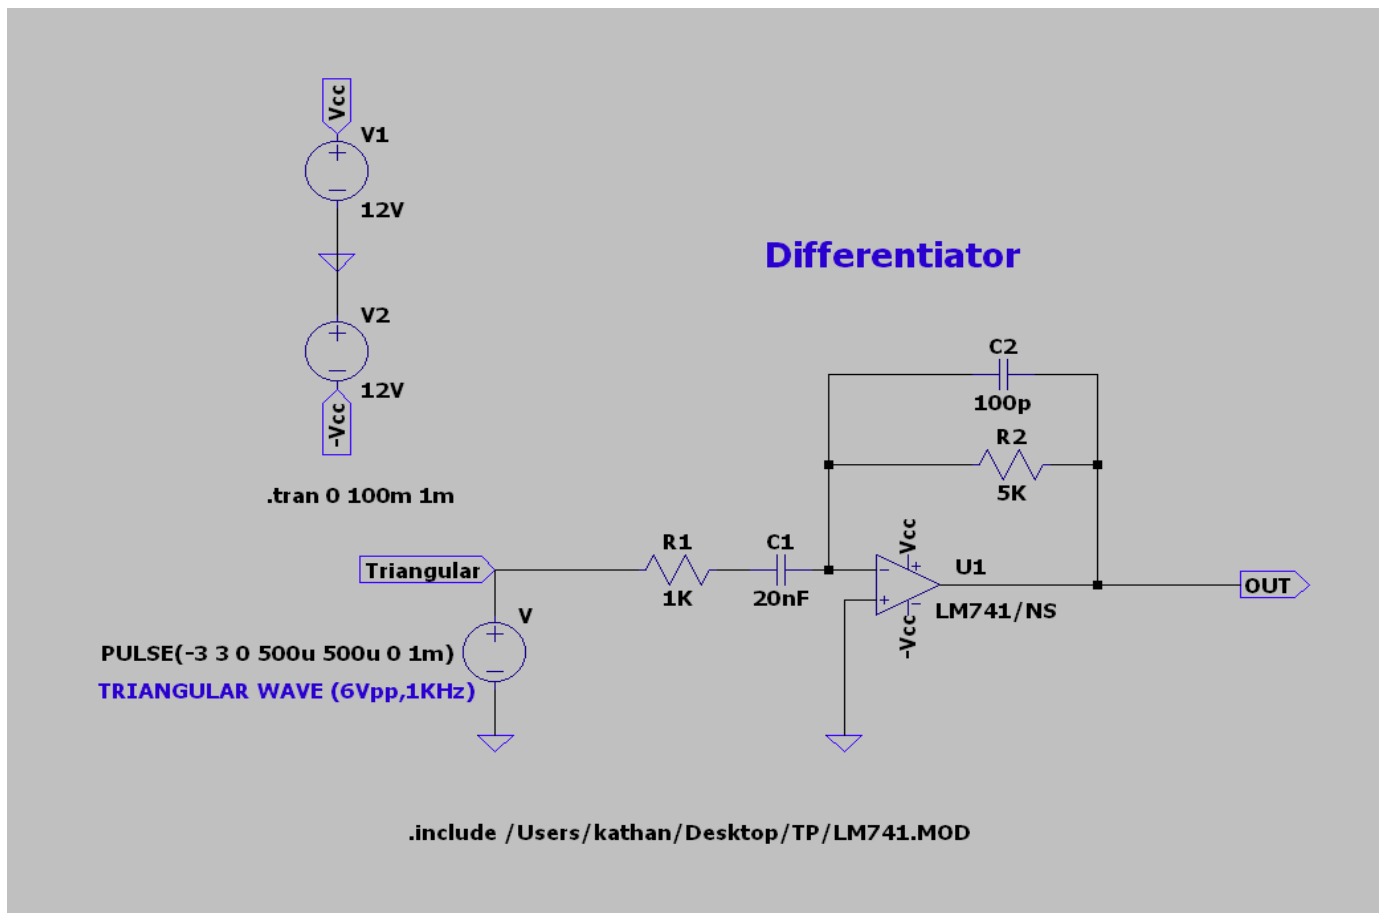 Vcc
V1
12V
Differentiator
V2
12V
-Vcc
C2
100p
R2
5K
.tran 0 100m 1m
Triangular
R1
1K
C1
20nF
Vcc
U1
LM741/NS
-Vcc
OUT
V
PULSE(-3 3 0 500u 500u 0 1m)
TRIANGULAR WAVE (6Vpp,1KHz)
.include /Users/kathan/Desktop/TP/LM741.MOD